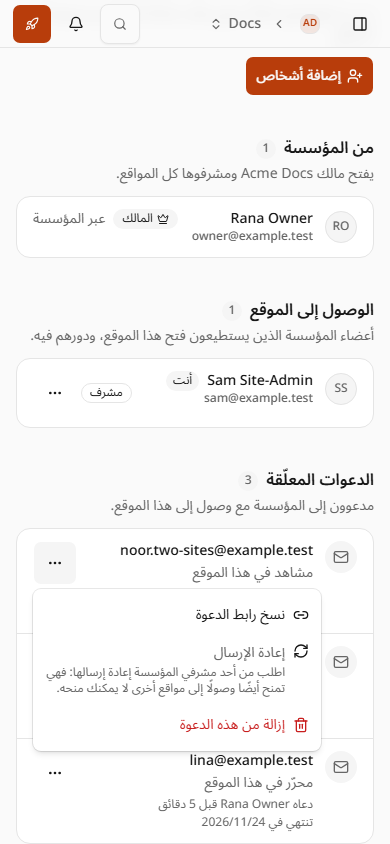 AD
Docs
إضافة أشخاص
من المؤسسة 1
يفتح مالك Acme Docs ومشرفوها كل المواقع.
RO
Rana Owner
المالك
عبر المؤسسة
owner@example.test
الوصول إلى الموقع 1
أعضاء المؤسسة الذين يستطيعون فتح هذا الموقع، ودورهم فيه.
SS
Sam Site-Admin
أنت
مشرف
sam@example.test
الدعوات المعلّقة 3
مدعوون إلى المؤسسة مع وصول إلى هذا الموقع.
noor.two-sites@example.test
مشاهد في هذا الموقع
نسخ رابط الدعوة
إعادة الإرسال
اطلب من أحد مشرفي المؤسسة إعادة إرسالها: فهي
تمنح أيضًا وصولًا إلى مواقع أخرى لا يمكنك منحه.
إزالة من هذه الدعوة
lina@example.test
محرّر في هذا الموقع
دعاه Rana Owner قبل 5 دقائق
تنتهي في 2026/11/24